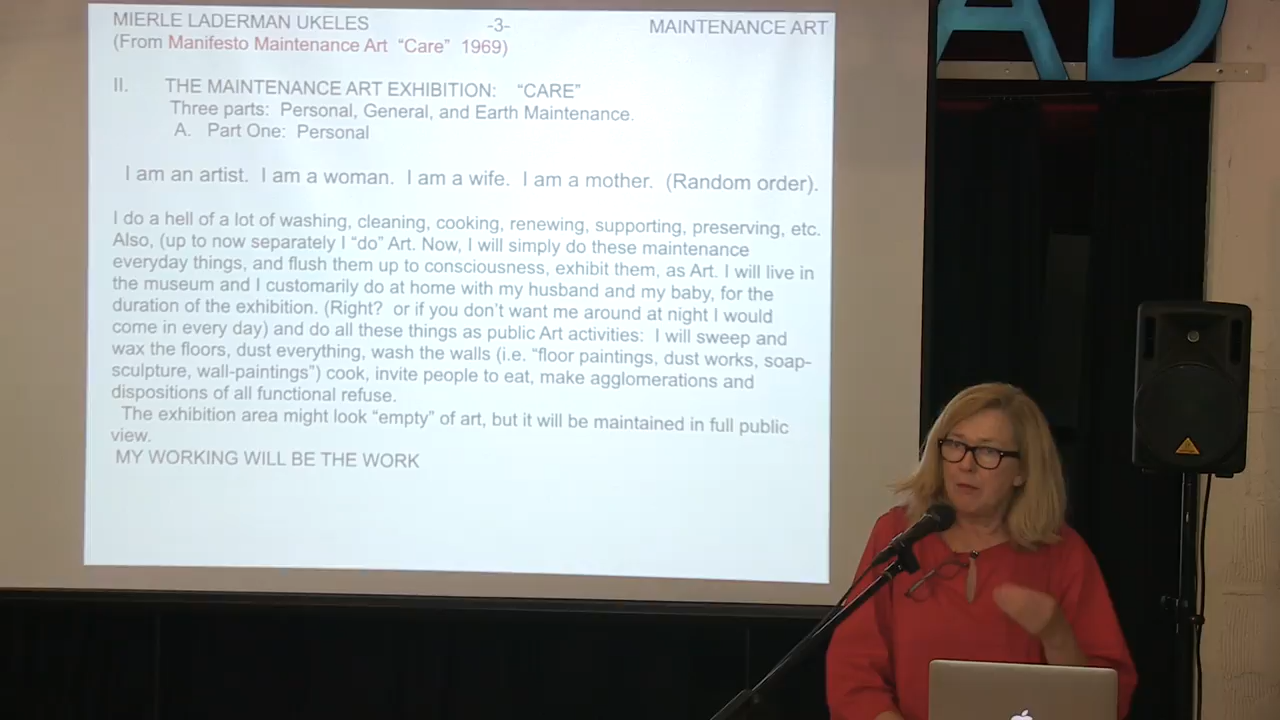 MIERLE LADERMAN UKELES -3- MAINTENANCE ART
(From Manifesto Maintenance Art “Care” 1969)
II. THE MAINTENANCE ART EXHIBITION: “CARE”
Three parts: Personal, General, and Earth Maintenance.
A. Part One: Personal
I am an artist. I am a woman. I am a wife. I am a mother. (Random order).
I do a hell of a lot of washing, cleaning, cooking, renewing, supporting, preserving, etc.
Also, (up to now separately I “do” Art. Now, I will simply do these maintenance
everyday things, and flush them up to consciousness, exhibit them, as Art. I will live in
the museum and I customarily do at home with my husband and my baby, for the
duration of the exhibition. (Right? or if you don’t want me around at night I would
come in every day) and do all these things as public Art activities: I will sweep and
wax the floors, dust everything, wash the walls (i.e. “floor paintings, dust works, soap-
sculpture, wall-paintings”) cook, invite people to eat, make agglomerations and
dispositions of all functional refuse.
The exhibition area might look “empty” of art, but it will be maintained in full public
view.
MY WORKING WILL BE THE WORK
AD